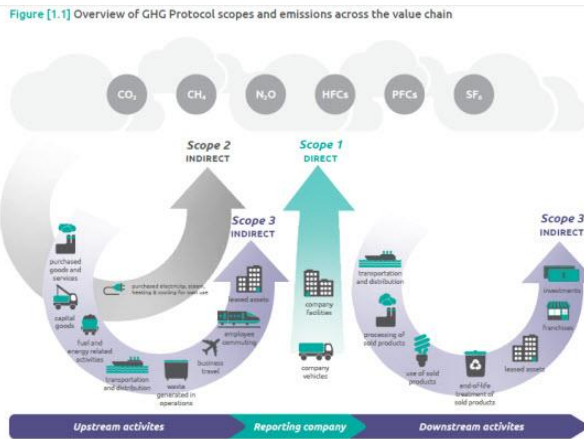 Figure [1.1] Overview of GHG Protocol scopes and emissions across the value chain
CO₂
CH₄
N₂O
HFCs
PFCs
SF₆
Scope 2
INDIRECT
Scope 1
DIRECT
Scope 3
INDIRECT
Scope 3
INDIRECT
purchased
goods and
services
capital
goods
fuel and
energy related
activities
transportation
and distribution
waste
generated in
operations
business
travel
employee
commuting
leased assets
purchased electricity, steam,
heating & cooling for own use
company
facilities
company
vehicles
transportation
and distribution
processing of
sold products
use of sold
products
end-of-life
treatment of
sold products
leased assets
franchises
investments
Upstream activites
Reporting company
Downstream activites